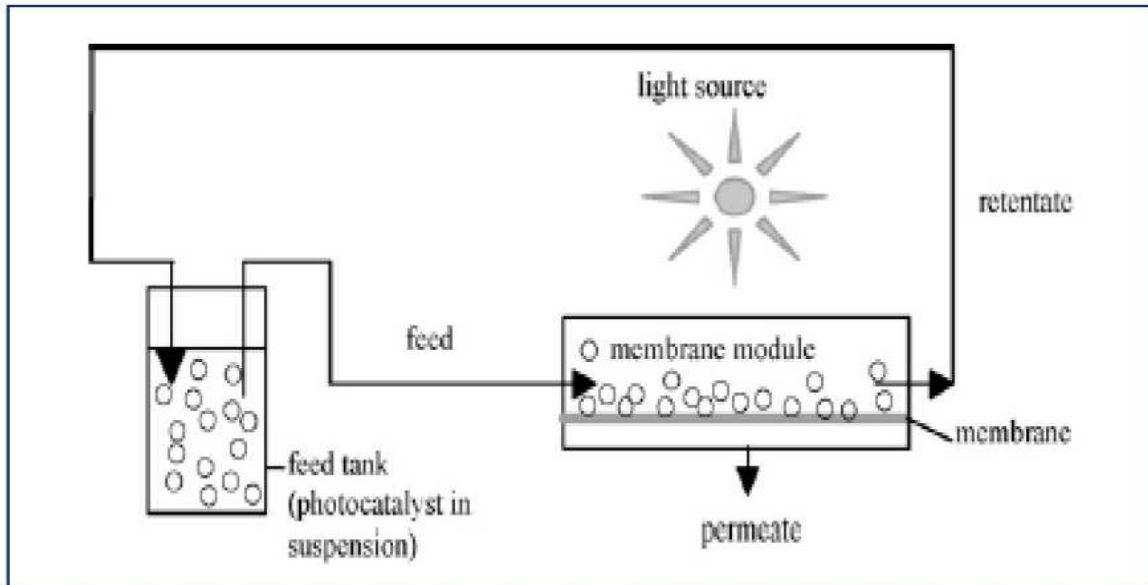 light source
retentate
feed
membrane module
membrane
feed tank
(photocatalyst in
suspension)
permeate